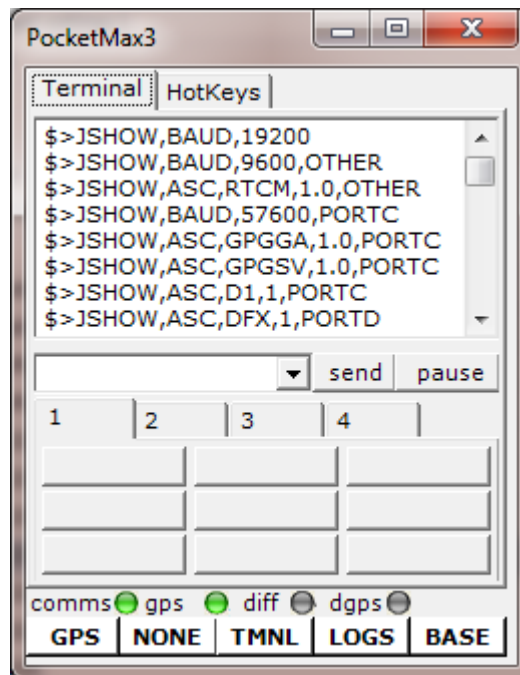 PocketMax3
Terminal HotKeys
$>JSHOW,BAUD,19200
$>JSHOW,BAUD,9600,OTHER
$>JSHOW,ASC,RTCM,1.0,OTHER
$>JSHOW,BAUD,57600,PORTC
$>JSHOW,ASC,GPGGA,1.0,PORTC
$>JSHOW,ASC,GPGSV,1.0,PORTC
$>JSHOW,ASC,D1,1,PORTC
$>JSHOW,ASC,DFX,1,PORTD
send pause
1 2 3 4
comms gps diff dgps
GPS NONE TMNL LOGS BASE